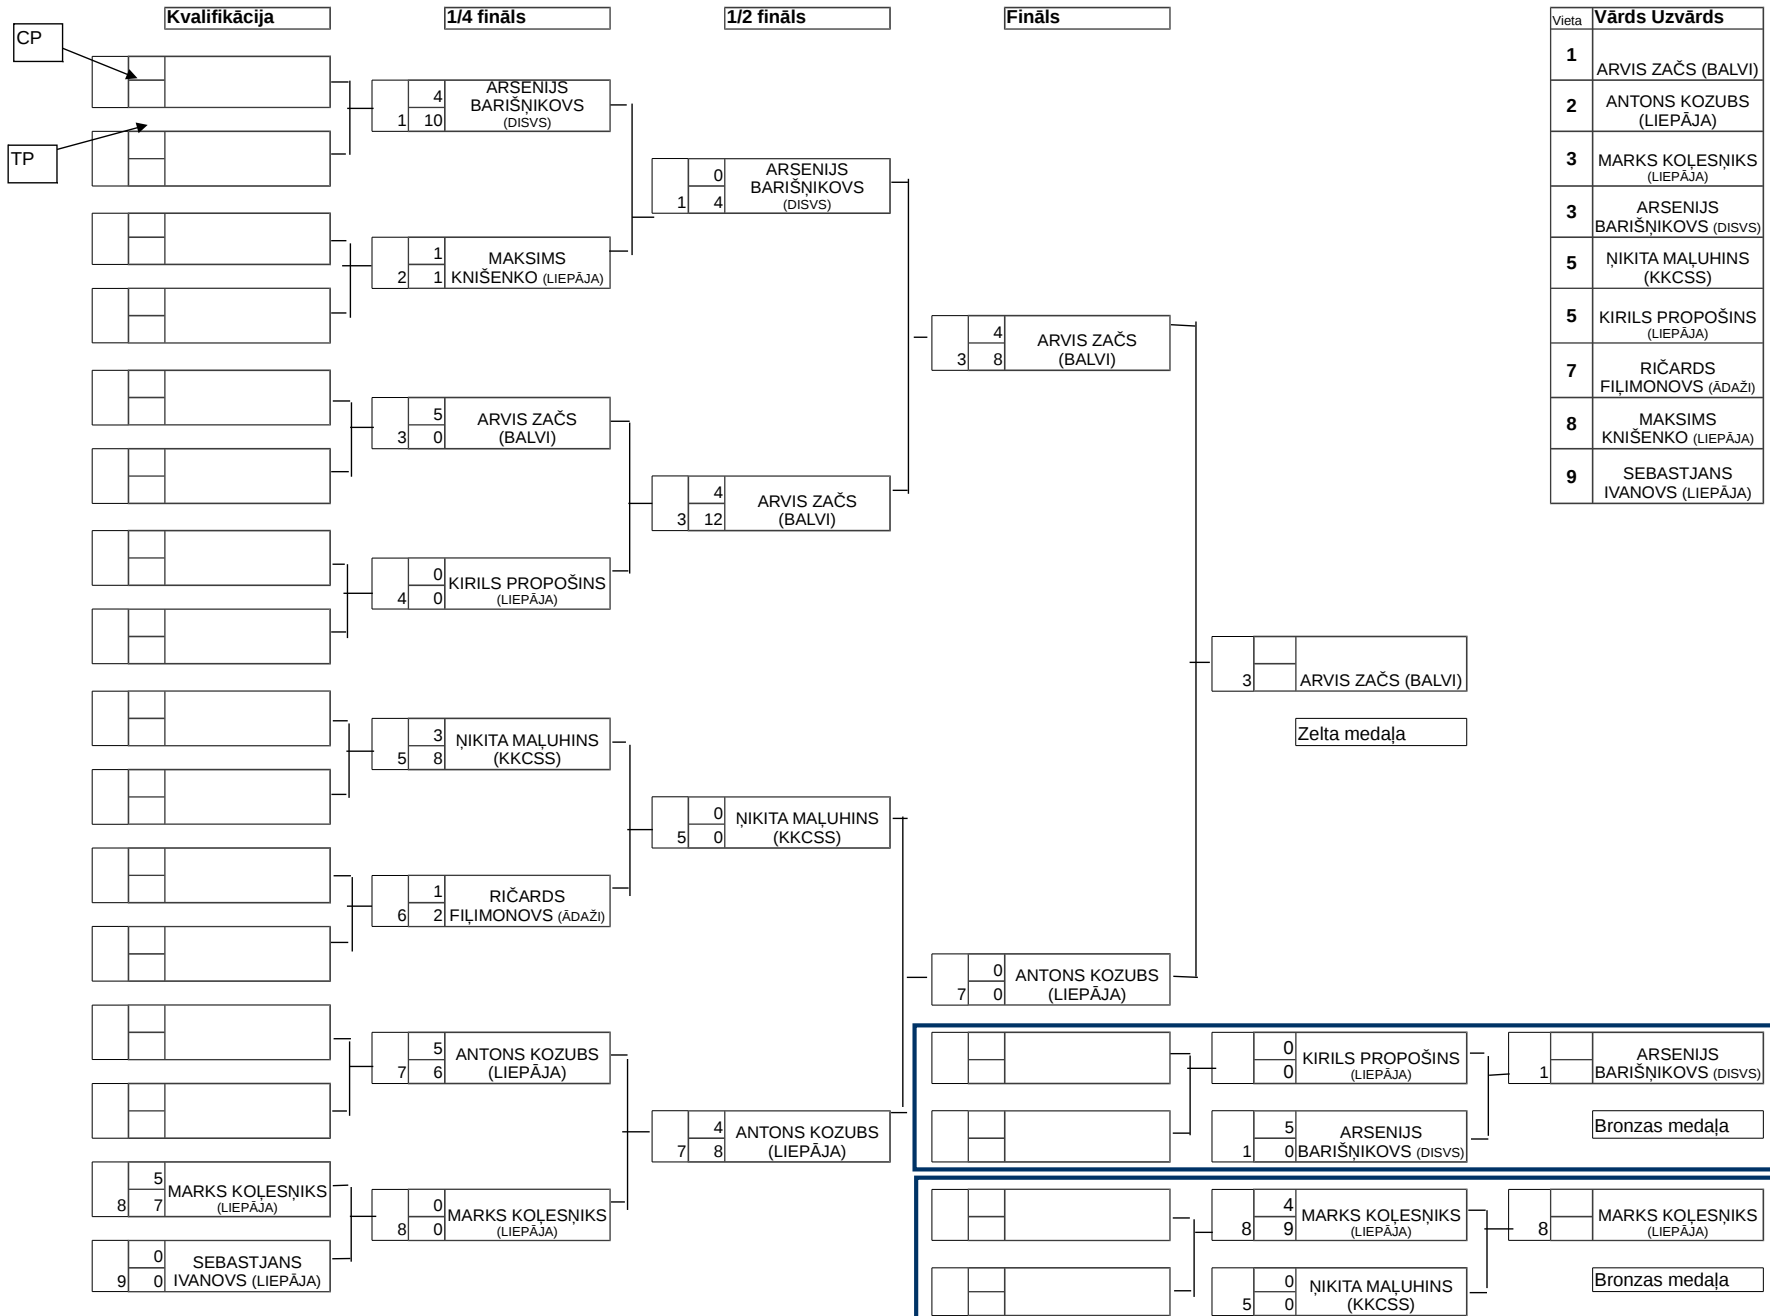 Kvalifikācija 1/4 fināls 1/2 fināls Fināls Vieta Vārds Uzvārds
CP
TP
4 ARSENIJS
BARIŠŅIKOVS
1 10 (DISVS)
1 MAKSIMS
2 1 KNIŠENKO (LIEPĀJA)
5 ARVIS ZAČS
3 0 (BALVI)
0 KIRILS PROPOŠINS
4 0 (LIEPĀJA)
3 ŅIKITA MAĻUHINS
5 8 (KKCSS)
1 RIČARDS
6 2 FIĻIMONOVS (ĀDAŽI)
5 ANTONS KOZUBS
7 6 (LIEPĀJA)
5 MARKS KOĻESŅIKS
8 7 (LIEPĀJA)
0 SEBASTJANS
9 0 IVANOVS (LIEPĀJA)
0 MARKS KOĻESŅIKS
8 0 (LIEPĀJA)
0 ARSENIJS
BARIŠŅIKOVS
1 4 (DISVS)
4 ARVIS ZAČS
3 12 (BALVI)
0 ŅIKITA MAĻUHINS
5 0 (KKCSS)
4 ANTONS KOZUBS
7 8 (LIEPĀJA)
4 ARVIS ZAČS
3 8 (BALVI)
0 ANTONS KOZUBS
7 0 (LIEPĀJA)
3 ARVIS ZAČS (BALVI)
Zelta medaļa
0 KIRILS PROPOŠINS
0 (LIEPĀJA)
5 ARSENIJS
1 0 BARIŠŅIKOVS (DISVS)
ARSENIJS
1 BARIŠŅIKOVS (DISVS)
Bronzas medaļa
4 MARKS KOĻESŅIKS
8 9 (LIEPĀJA)
0 ŅIKITA MAĻUHINS
5 0 (KKCSS)
MARKS KOĻESŅIKS
8 (LIEPĀJA)
Bronzas medaļa
1 ARVIS ZAČS (BALVI)
2 ANTONS KOZUBS
(LIEPĀJA)
3 MARKS KOĻESŅIKS
(LIEPĀJA)
3 ARSENIJS
BARIŠŅIKOVS (DISVS)
5 ŅIKITA MAĻUHINS
(KKCSS)
5 KIRILS PROPOŠINS
(LIEPĀJA)
7 RIČARDS
FIĻIMONOVS (ĀDAŽI)
8 MAKSIMS
KNIŠENKO (LIEPĀJA)
9 SEBASTJANS
IVANOVS (LIEPĀJA)